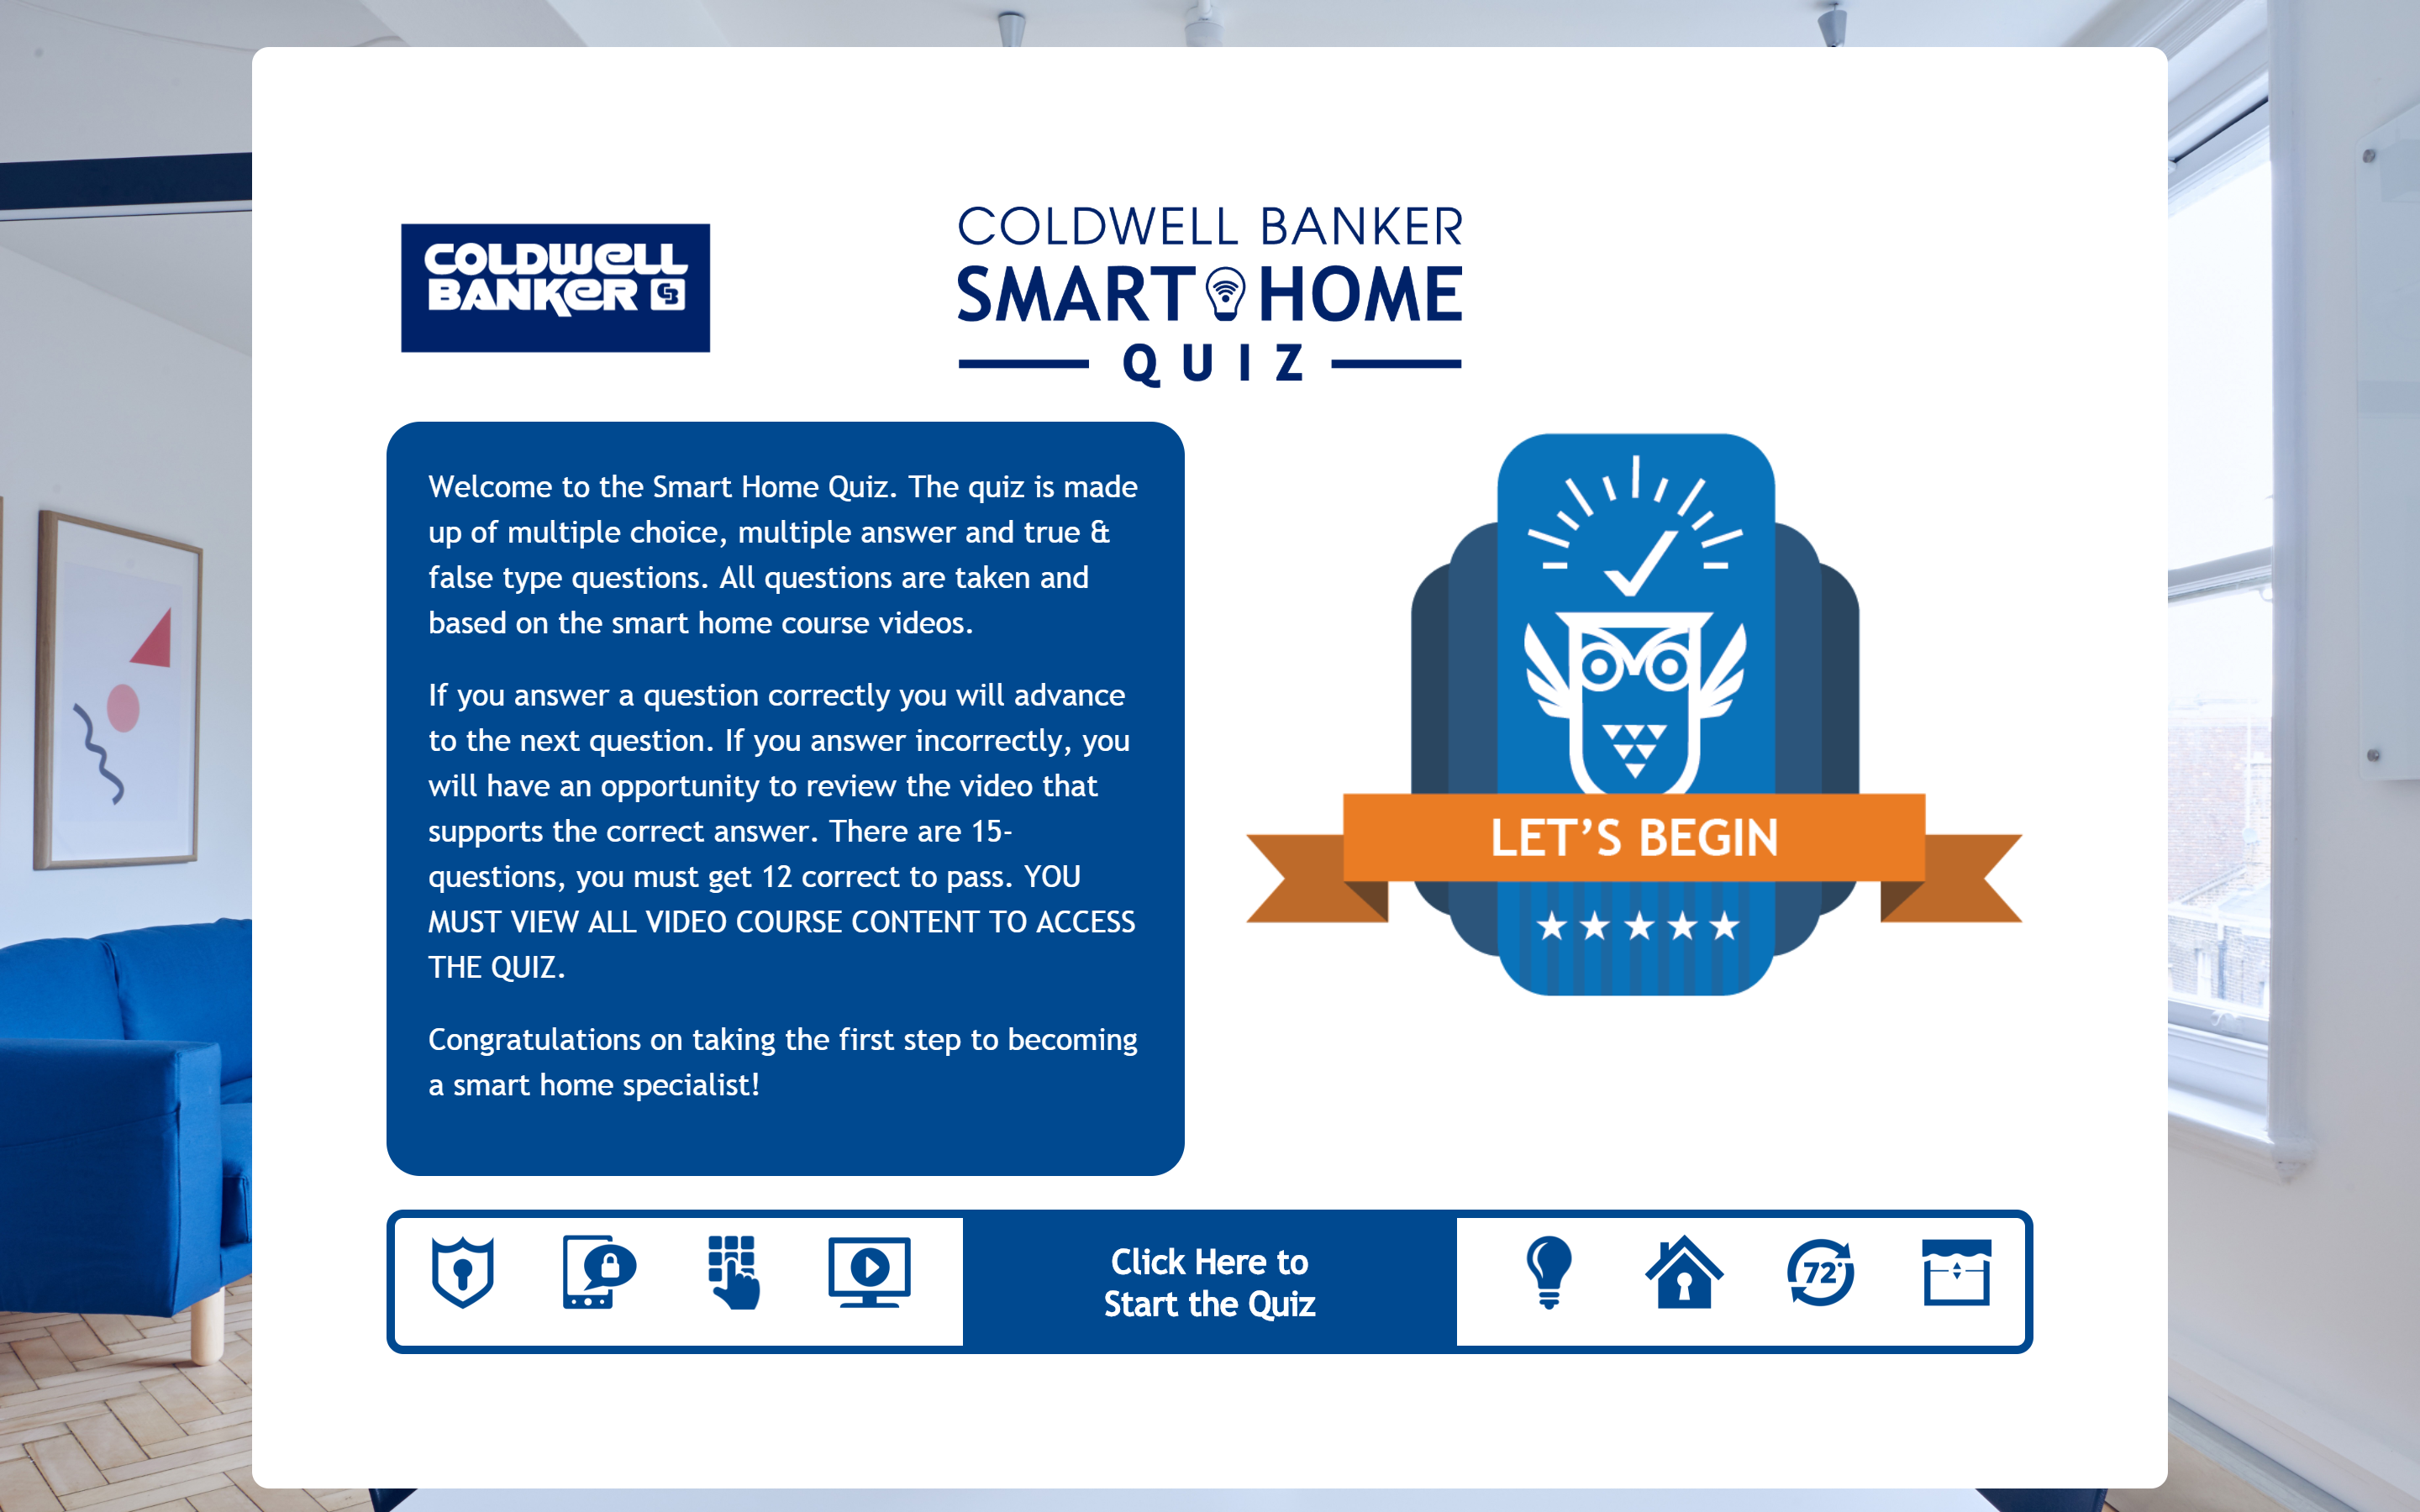 COLDWELL
BANKER CB
COLDWELL BANKER
SMART HOME
QUIZ
Welcome to the Smart Home Quiz. The quiz is made
up of multiple choice, multiple answer and true &
false type questions. All questions are taken and
based on the smart home course videos.
If you answer a question correctly you will advance
to the next question. If you answer incorrectly, you
will have an opportunity to review the video that
supports the correct answer. There are 15-
questions, you must get 12 correct to pass. YOU
MUST VIEW ALL VIDEO COURSE CONTENT TO ACCESS
THE QUIZ.
Congratulations on taking the first step to becoming
a smart home specialist!
LET’S BEGIN
Click Here to
Start the Quiz
72°